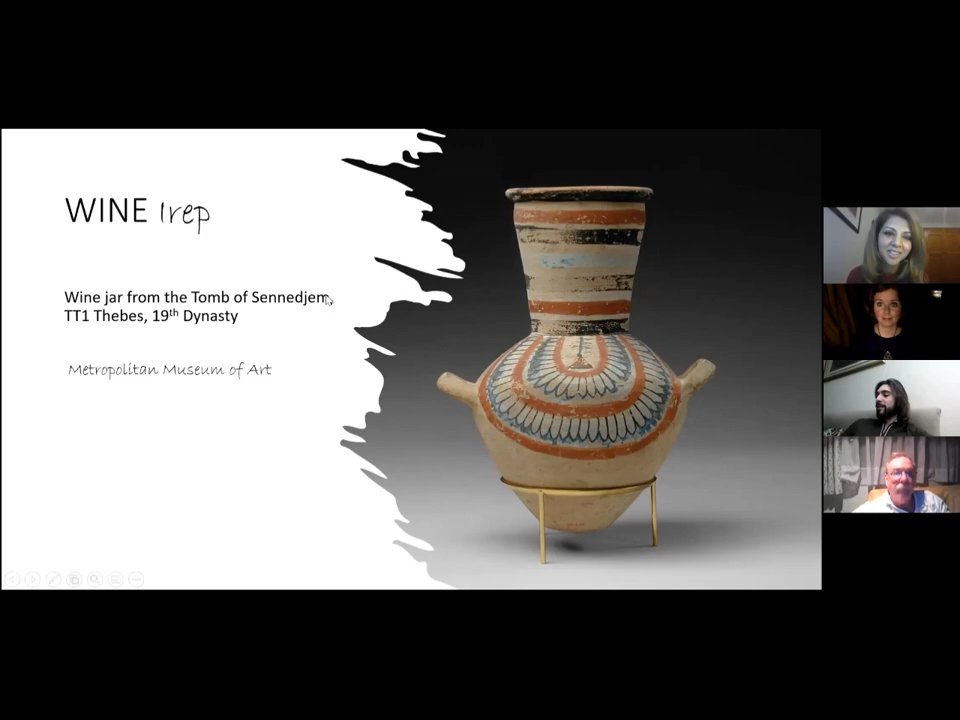 WINE Irep
Wine jar from the Tomb of Sennedjem
TT1 Thebes, 19th Dynasty
Metropolitan Museum of Art